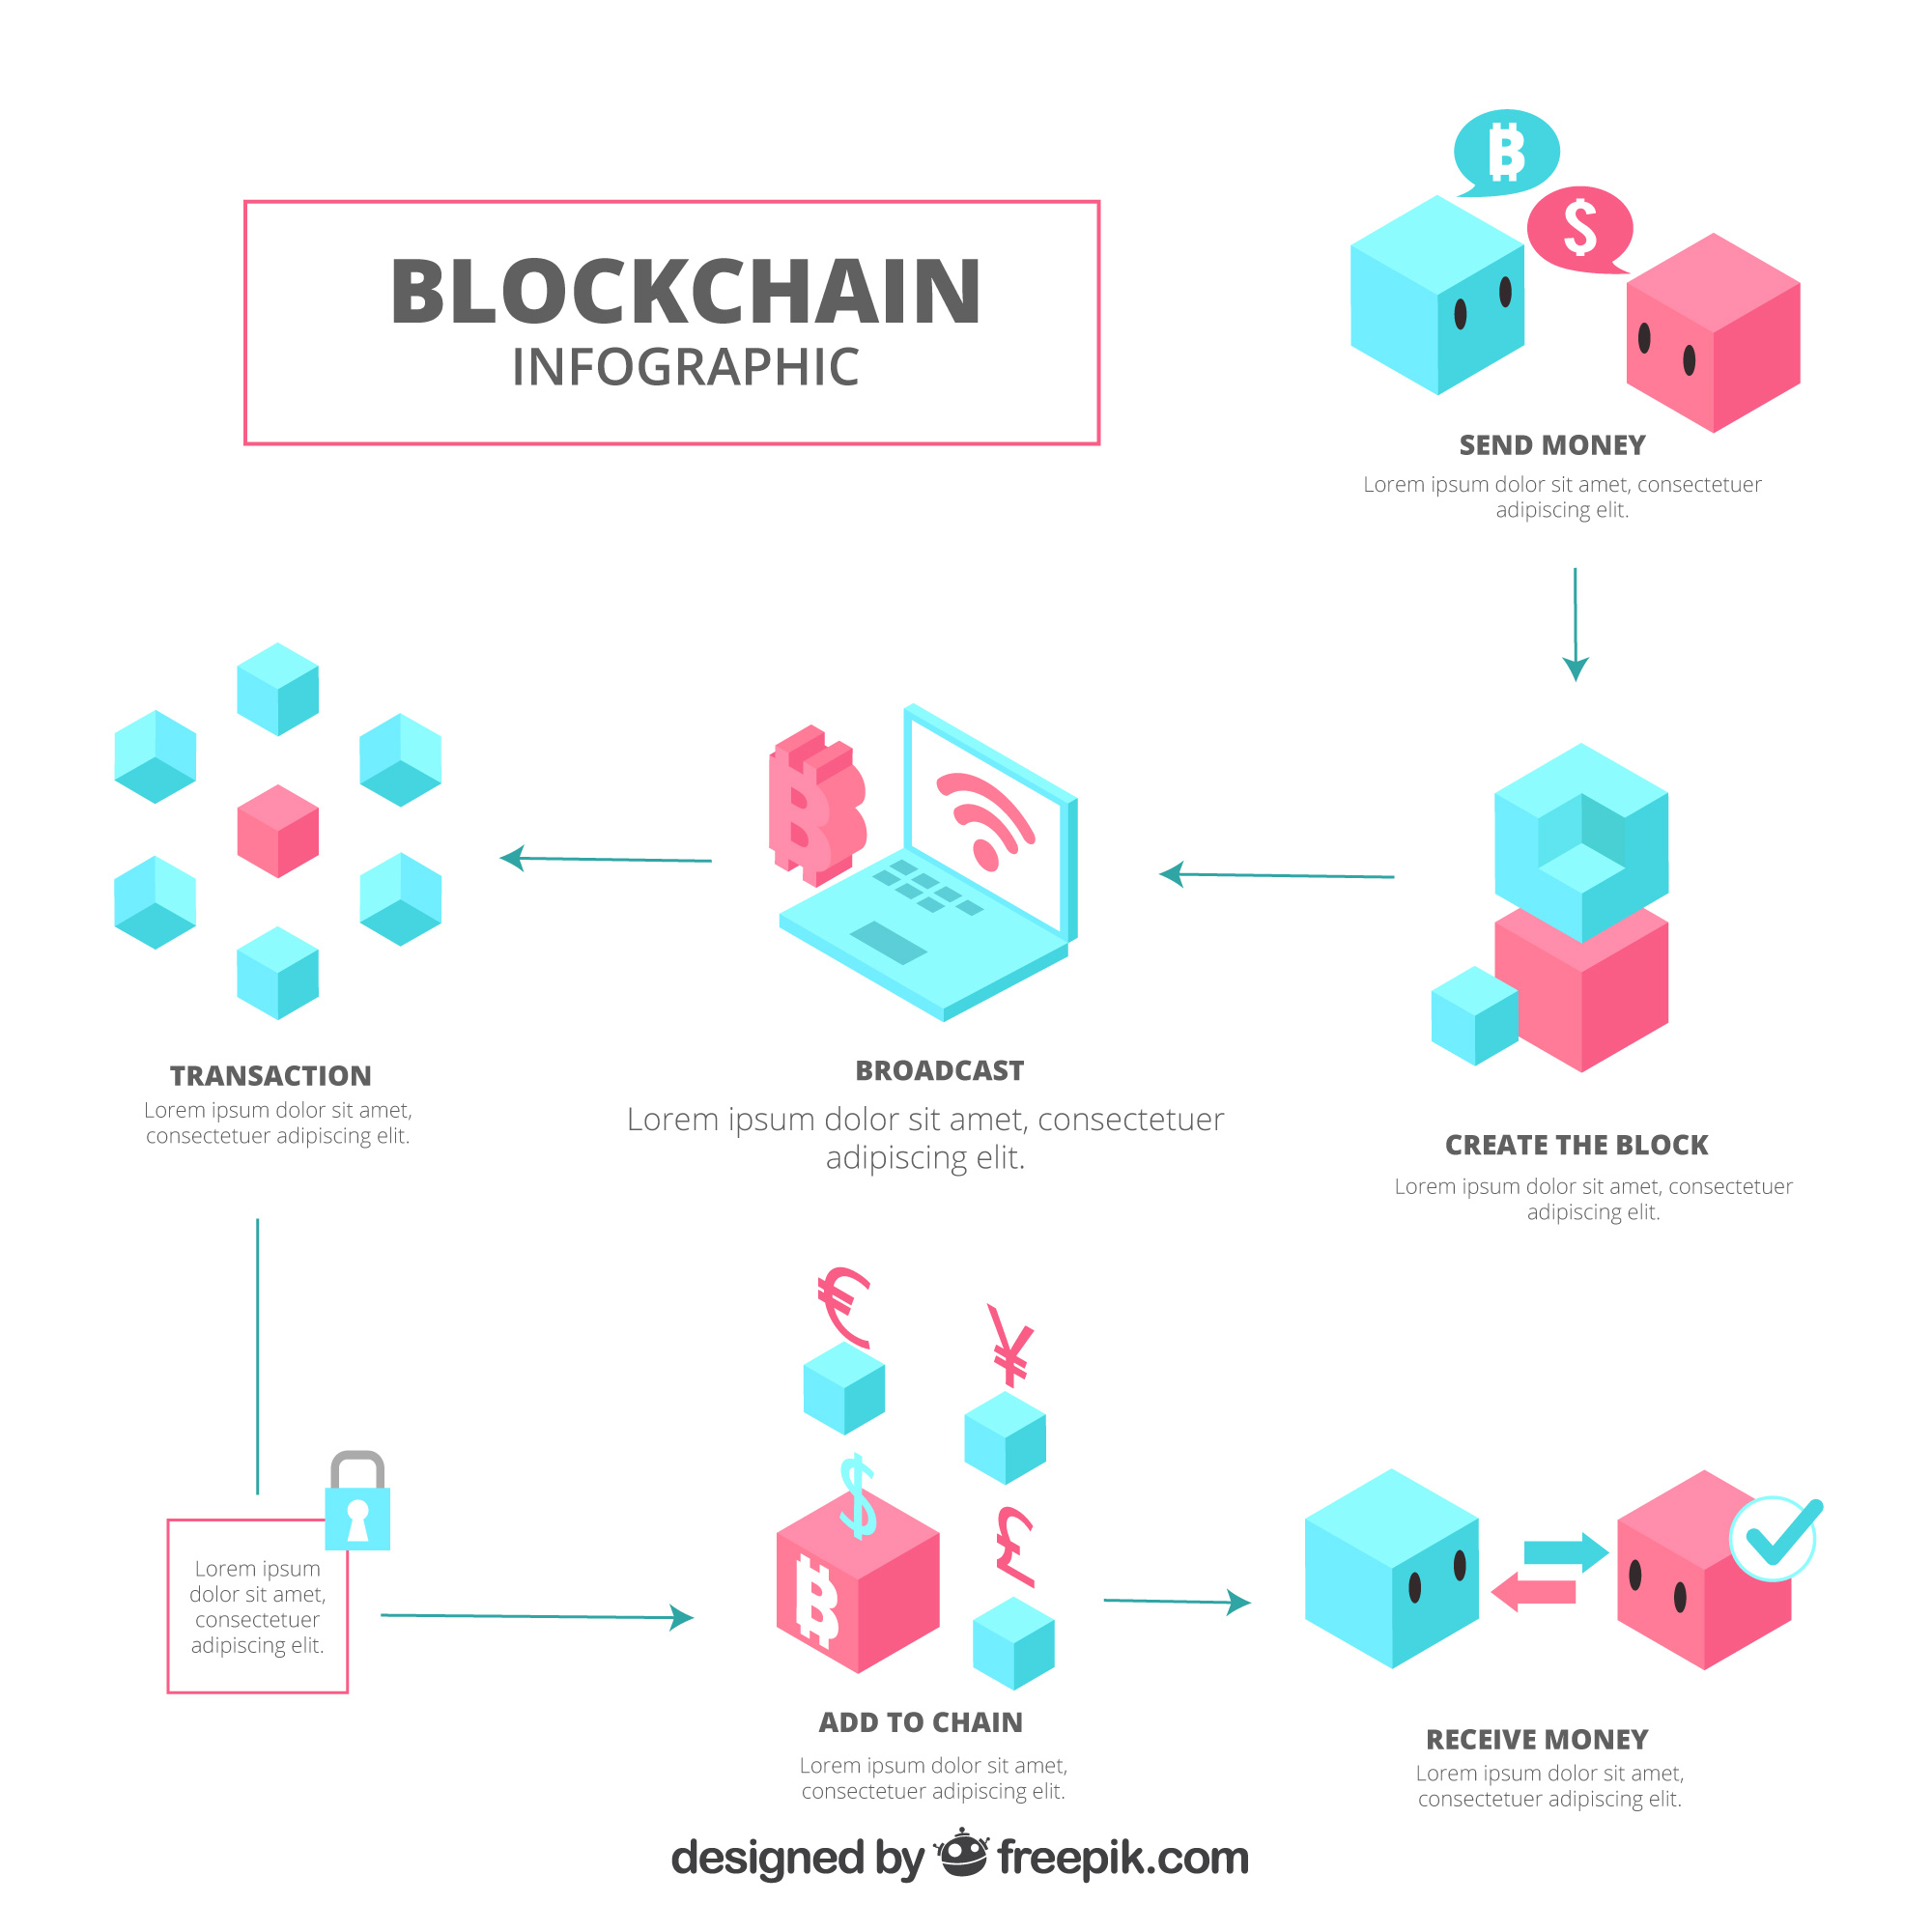 BLOCKCHAIN
INFOGRAPHIC
₿
$
SEND MONEY
Lorem ipsum dolor sit amet, consectetuer
adipiscing elit.
₿
TRANSACTION
Lorem ipsum dolor sit amet,
consectetuer adipiscing elit.
BROADCAST
Lorem ipsum dolor sit amet, consectetuer
adipiscing elit.
CREATE THE BLOCK
Lorem ipsum dolor sit amet, consectetuer
adipiscing elit.
Lorem ipsum
dolor sit amet,
consectetuer
adipiscing elit.
€
¥
$
£
₿
ADD TO CHAIN
Lorem ipsum dolor sit amet,
consectetuer adipiscing elit.
RECEIVE MONEY
Lorem ipsum dolor sit amet,
consectetuer adipiscing elit.
designed by freepik.com